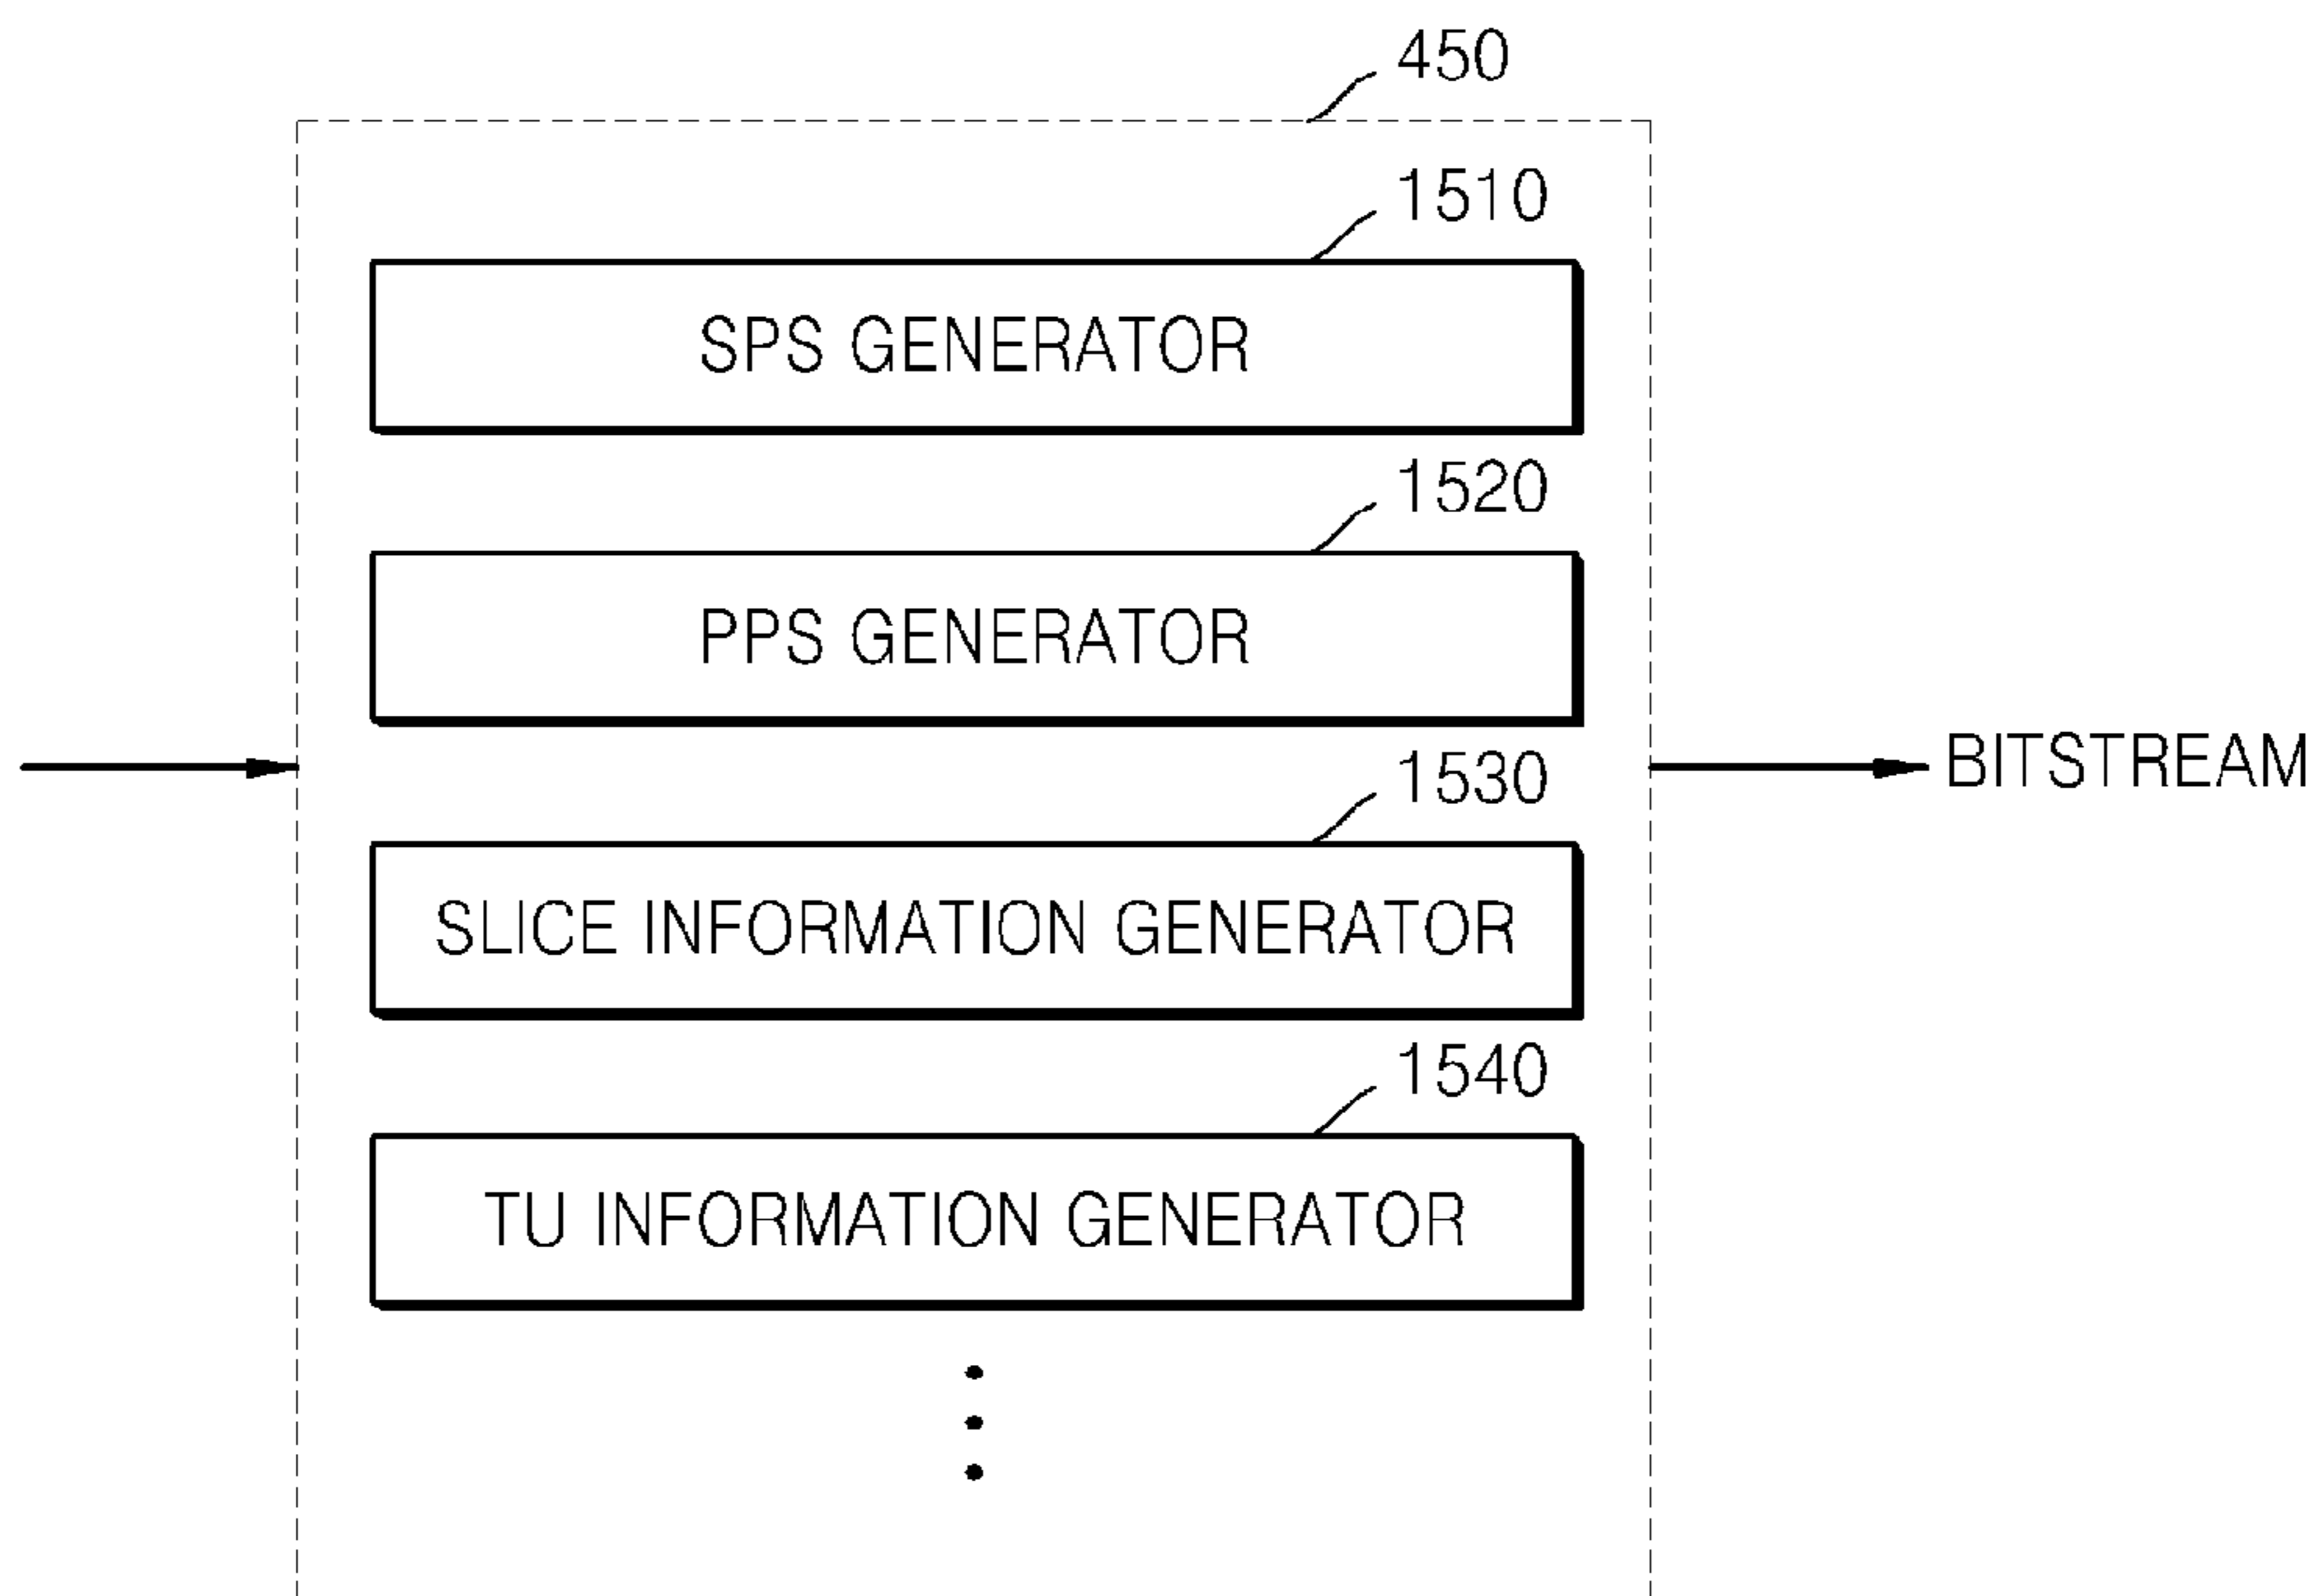 450
1510
SPS GENERATOR
1520
PPS GENERATOR
BITSTREAM
1530
SLICE INFORMATION GENERATOR
1540
TU INFORMATION GENERATOR